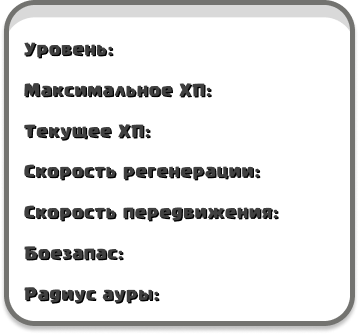 Уровень:
Максимальное ХП:
Текущее ХП:
Скорость регенерации:
Скорость передвижения:
Боезапас:
Радиус ауры: